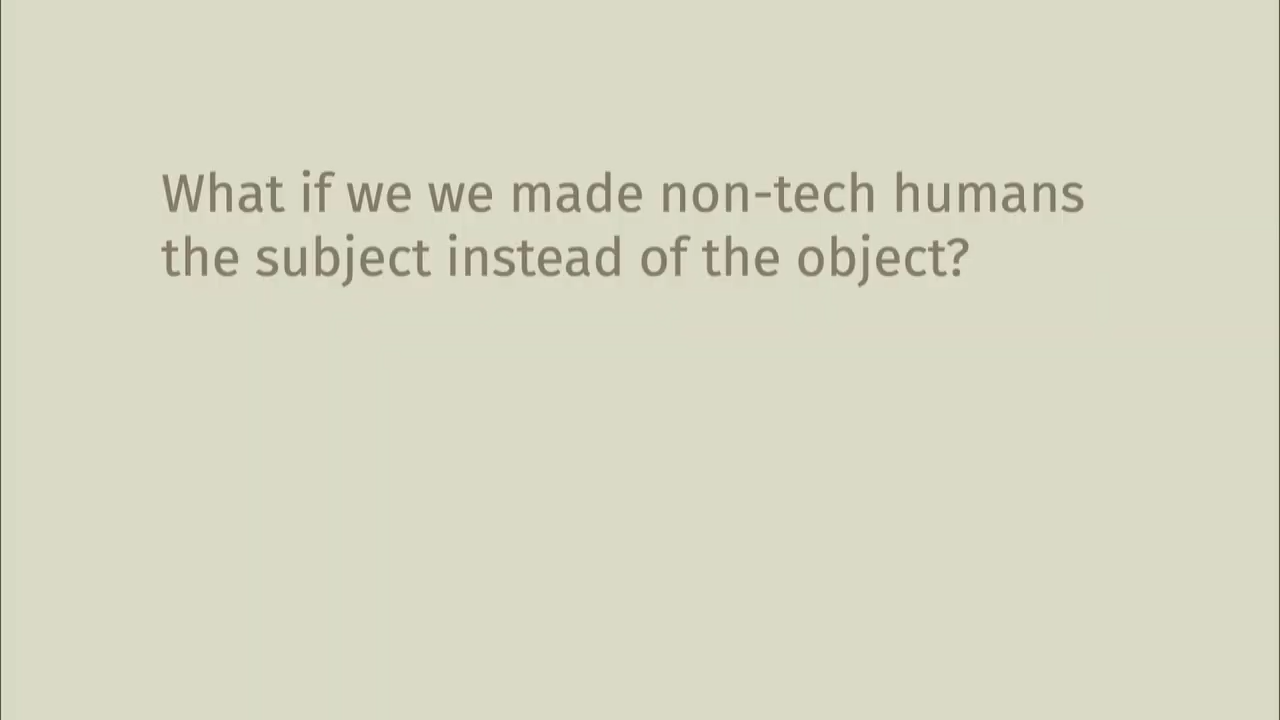 What if we we made non-tech humans
the subject instead of the object?